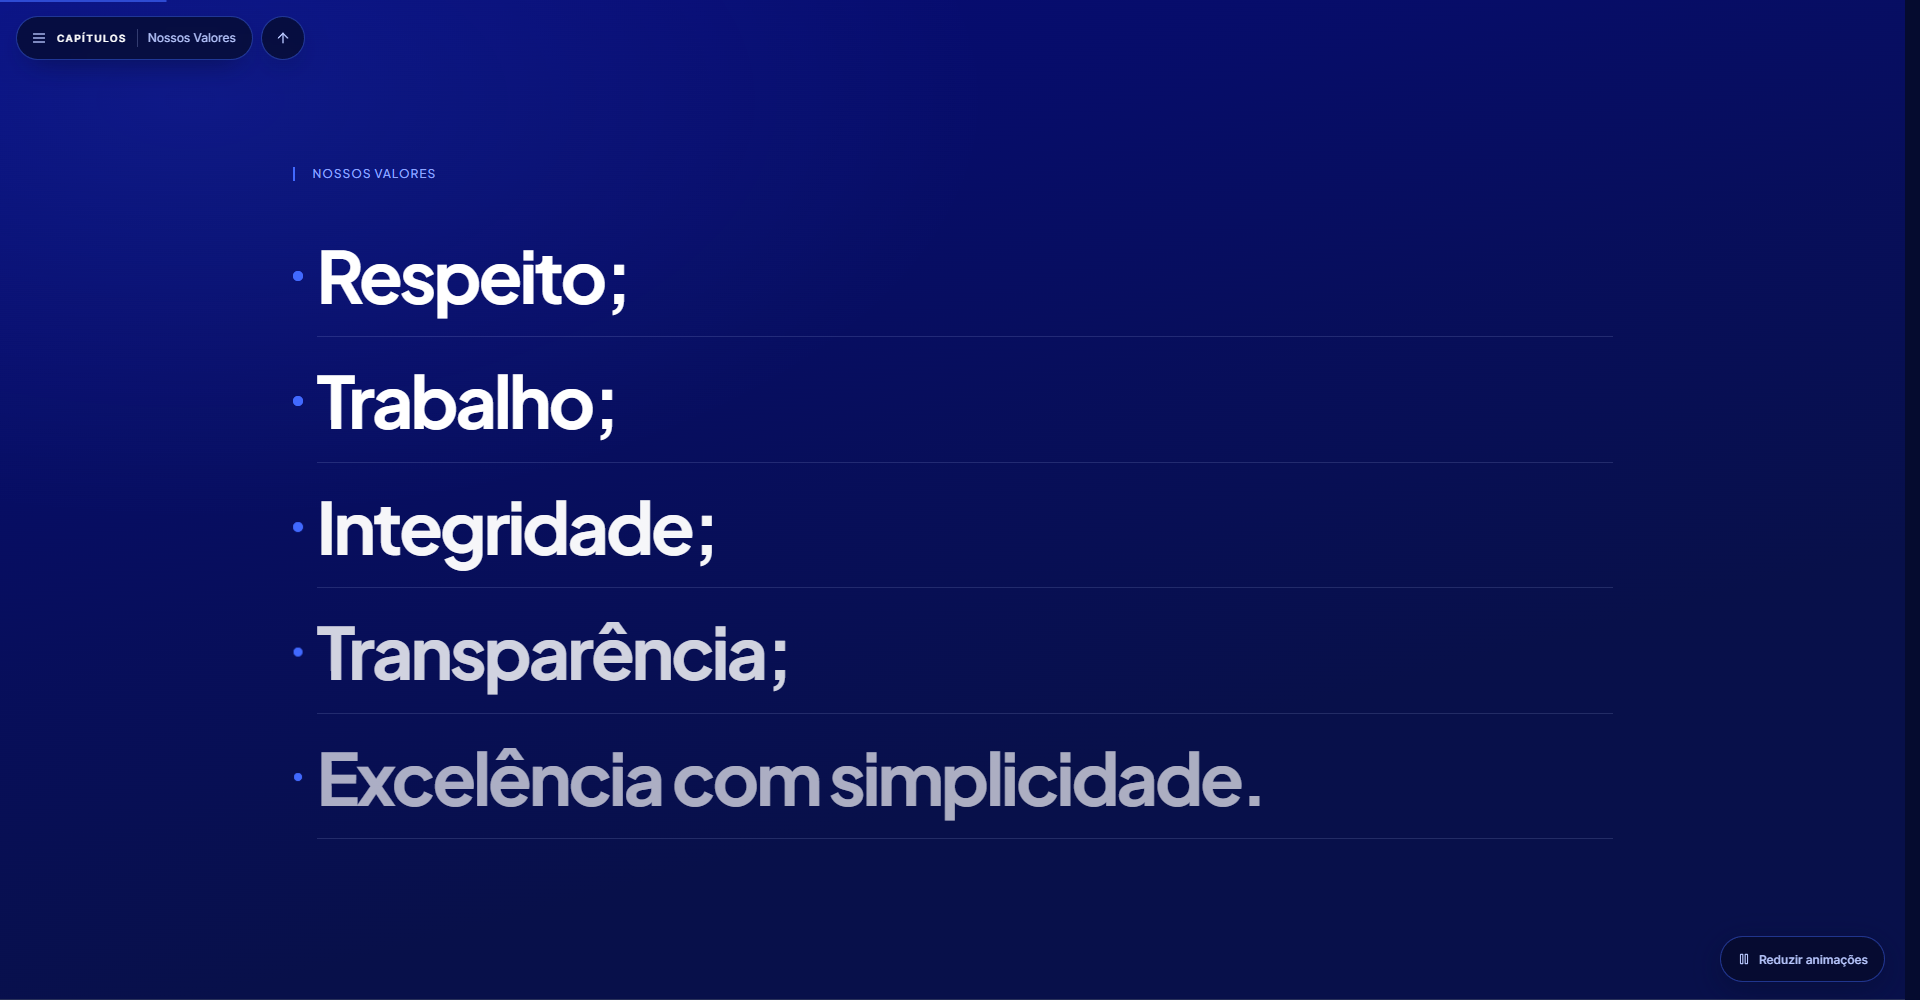 CAPÍTULOS
Nossos Valores
NOSSOS VALORES
Respeito;
Trabalho;
Integridade;
Transparência;
Excelência com simplicidade.
Reduzir animações